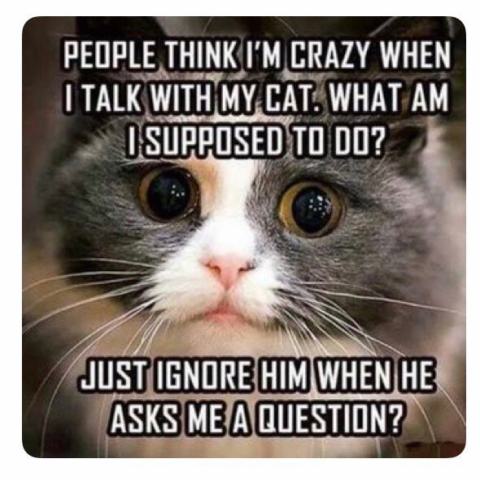 PEOPLE THINK I'M CRAZY WHEN
I TALK WITH MY CAT. WHAT AM
I SUPPOSED TO DO?
JUST IGNORE HIM WHEN HE
ASKS ME A QUESTION?